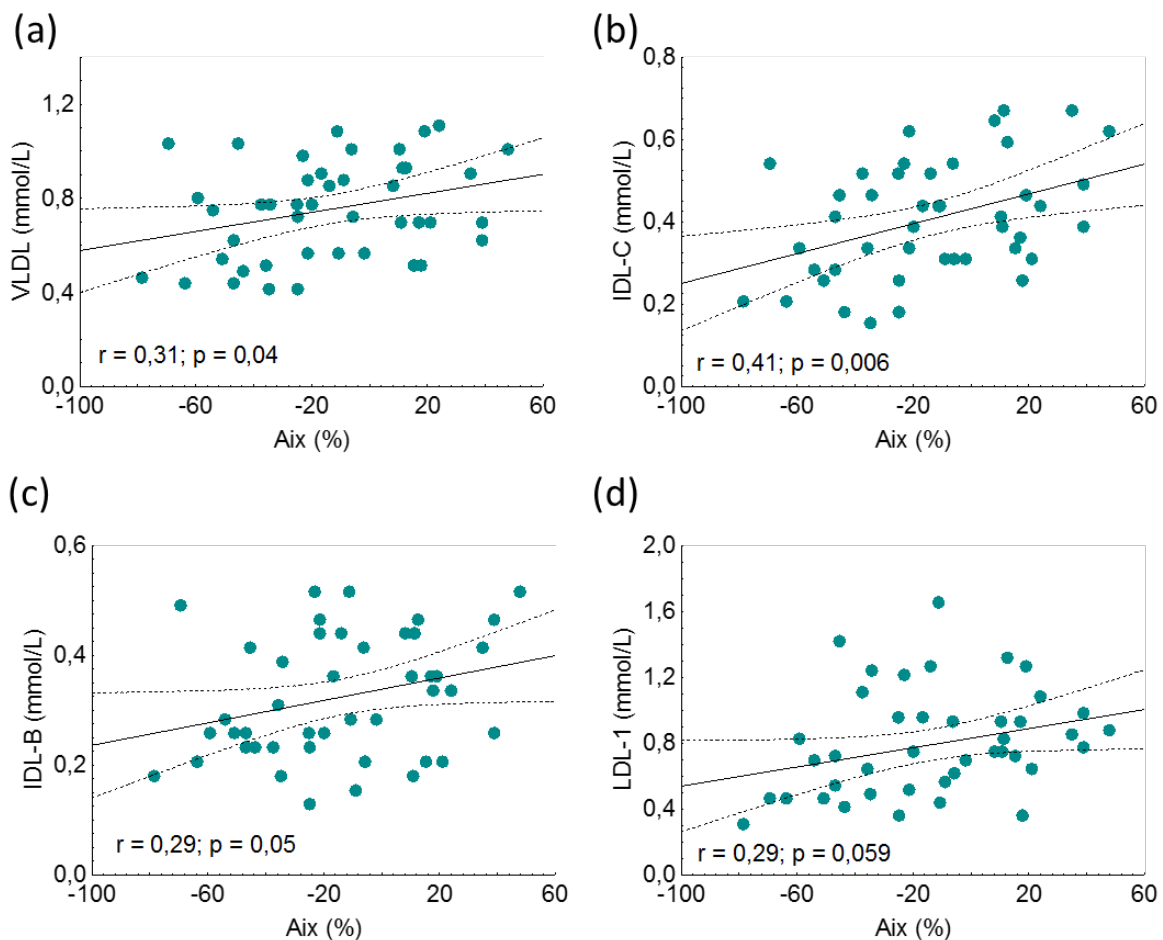 (a)
VLDL (mmol/L)
1,2
0,8
0,4
0,0
r = 0,31; p = 0,04
-100 -60 -20 20 60
Aix (%)
(b)
IDL-C (mmol/L)
0,8
0,6
0,4
0,2
0,0
r = 0,41; p = 0,006
-100 -60 -20 20 60
Aix (%)
(c)
IDL-B (mmol/L)
0,6
0,4
0,2
0,0
r = 0,29; p = 0,05
-100 -60 -20 20 60
Aix (%)
(d)
LDL-1 (mmol/L)
2,0
1,6
1,2
0,8
0,4
0,0
r = 0,29; p = 0,059
-100 -60 -20 20 60
Aix (%)